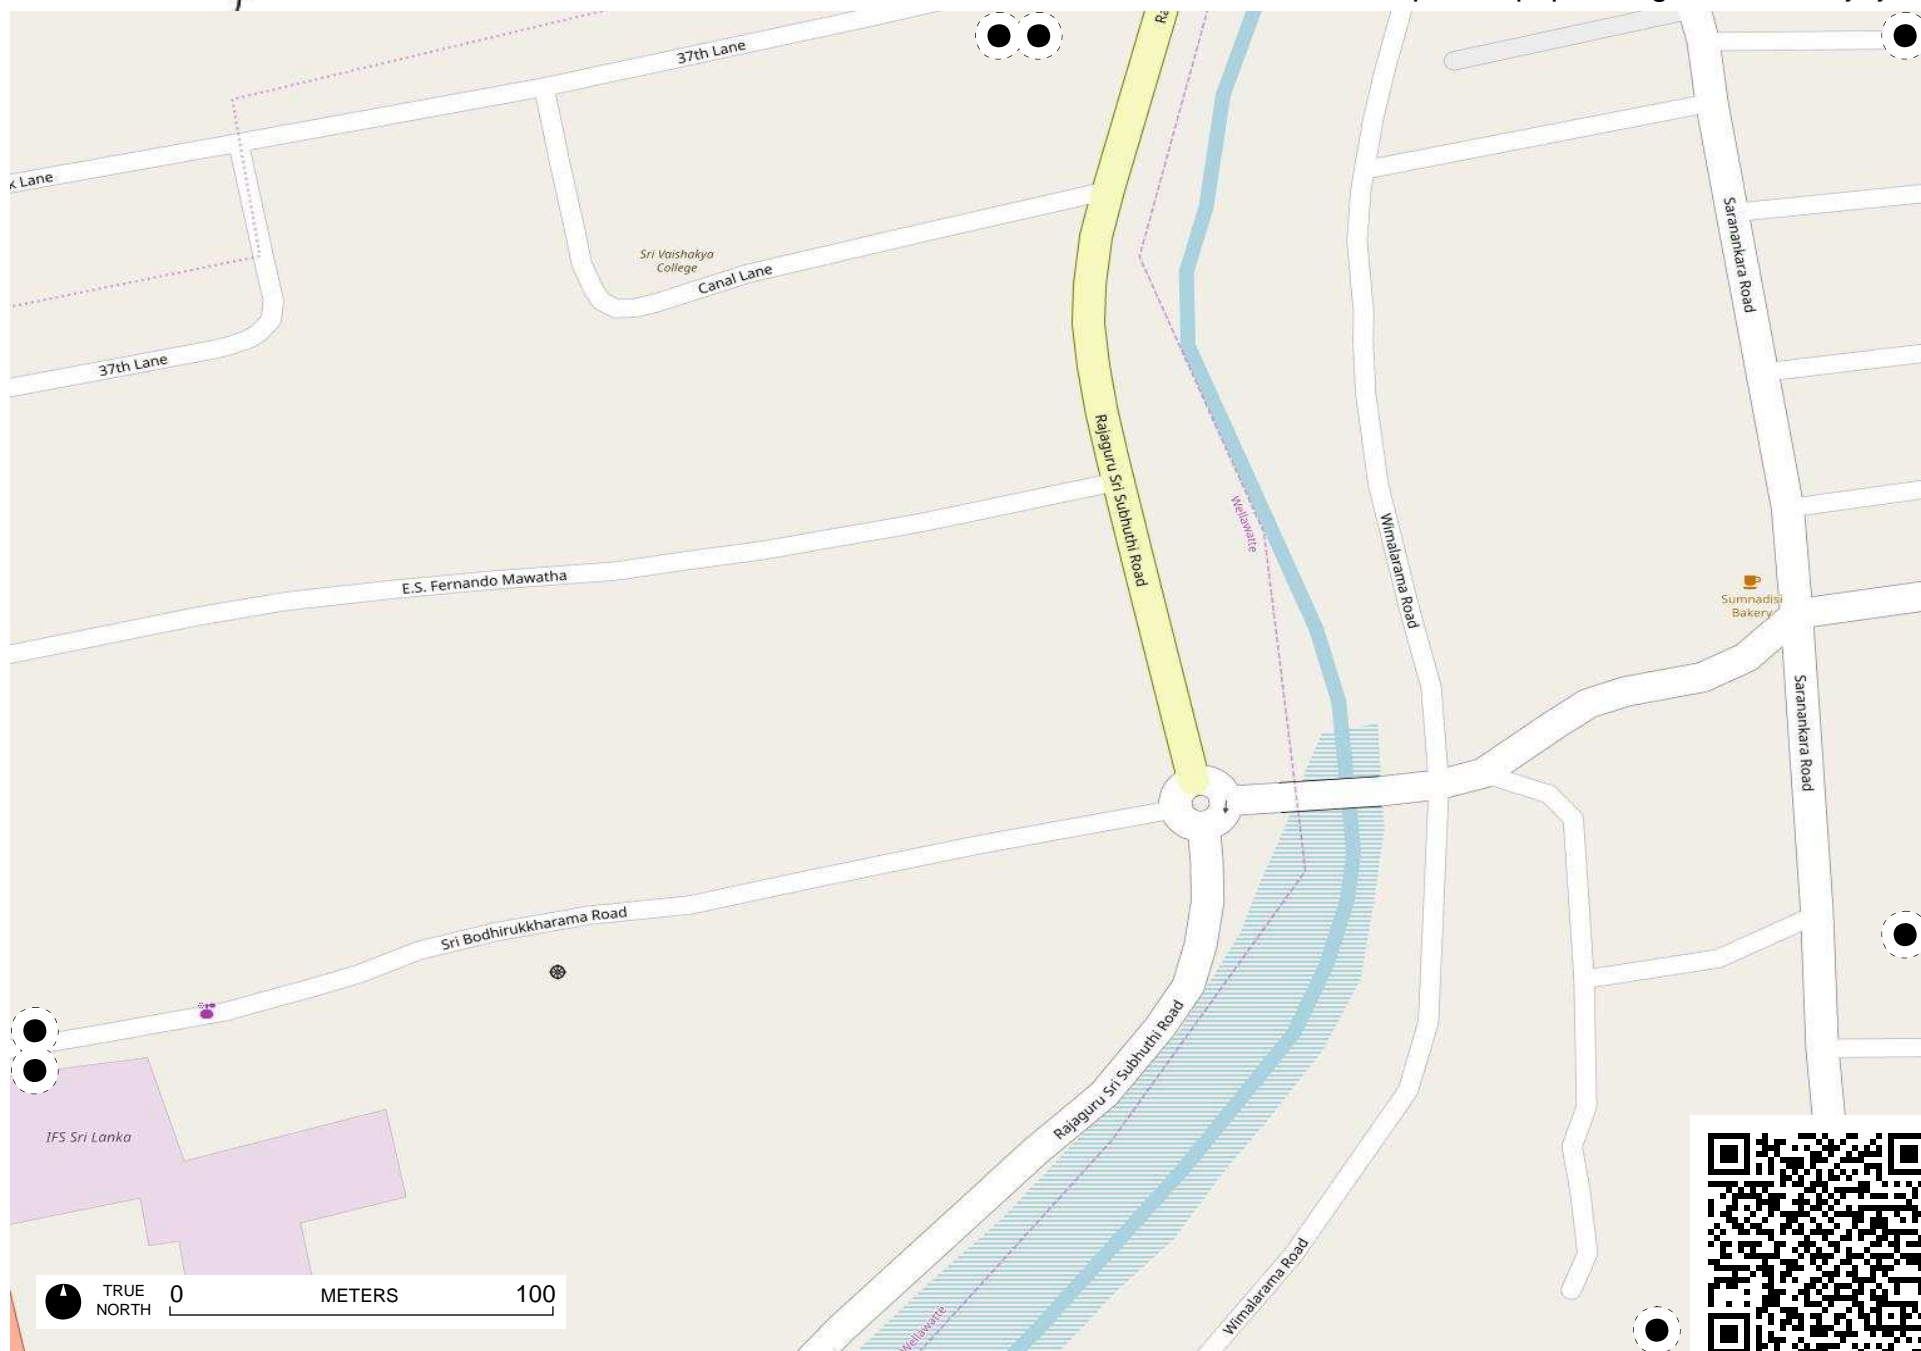 37th Lane
Lane
Sri Vaishakya
College
Canal Lane
37th Lane
Saranankara Road
Rajaguru Sri Subhuthi Road
Wellawatte
Wimalarama Road
E.S. Fernando Mawatha
Sumnadisi
Bakery
Saranankara Road
Sri Bodhirukkharama Road
Rajaguru Sri Subhuthi Road
IFS Sri Lanka
Wimalarama Road
Wellawatte
TRUE
NORTH
0 METERS 100